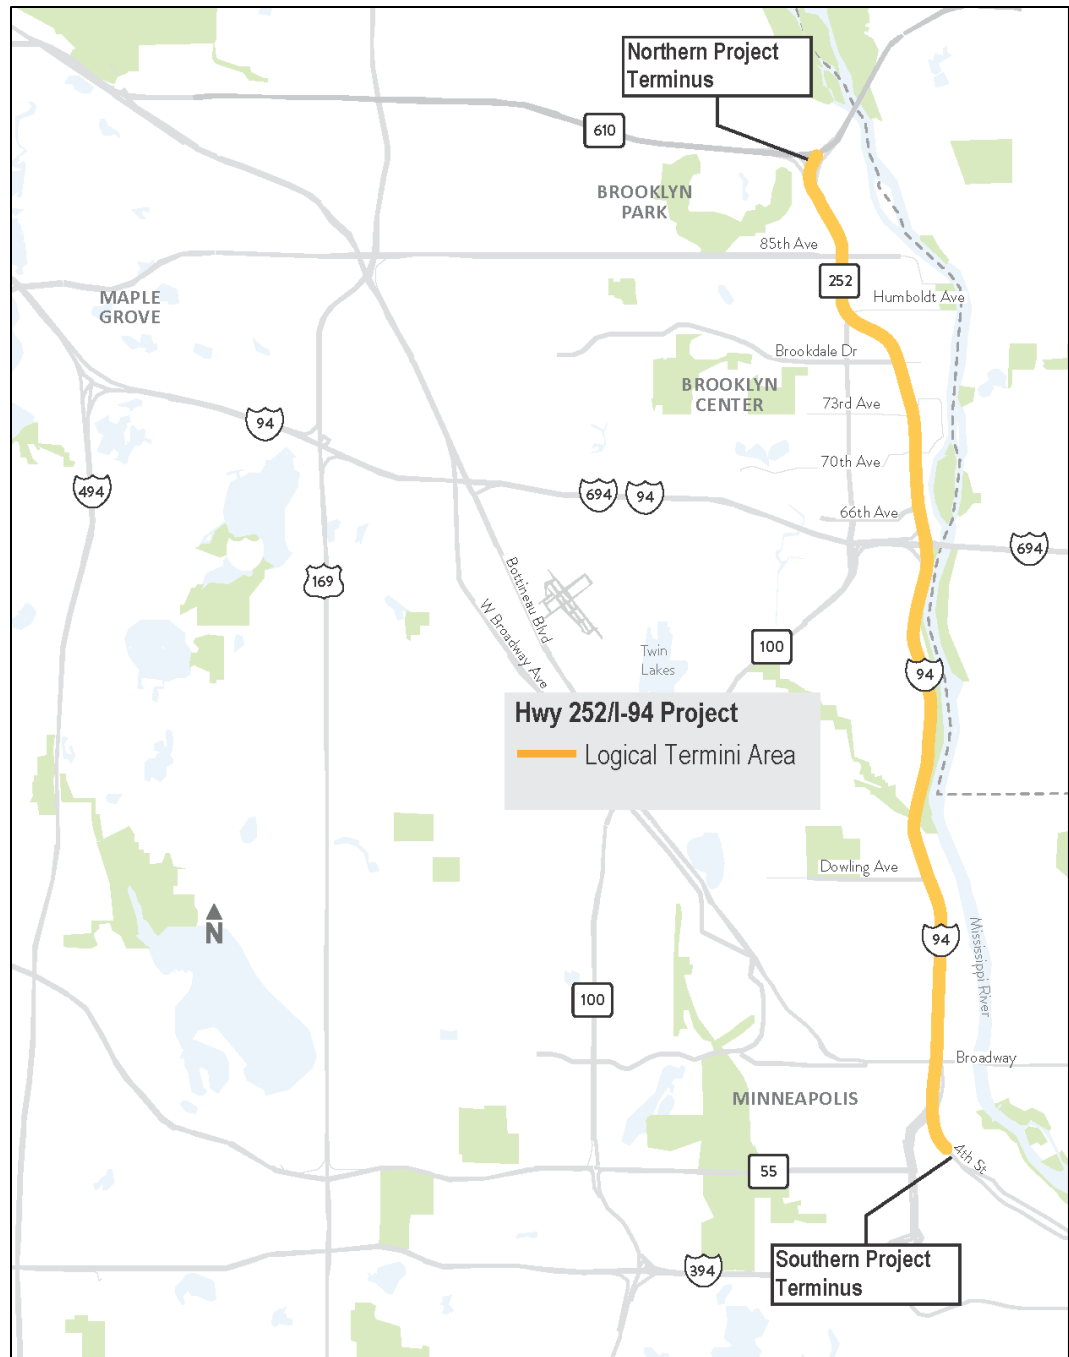 Northern Project
Terminus
610
BROOKLYN
PARK
85th Ave
252
Humboldt Ave
MAPLE
GROVE
Brookdale Dr
BROOKLYN
CENTER
73rd Ave
94
70th Ave
494
694
94
66th Ave
694
169
Bottineau Blvd
W Broadway Ave
100
Twin
Lakes
94
Hwy 252/I-94 Project
Logical Termini Area
Dowling Ave
N
94
Mississippi River
100
Broadway
MINNEAPOLIS
4th St
55
Southern Project
Terminus
394